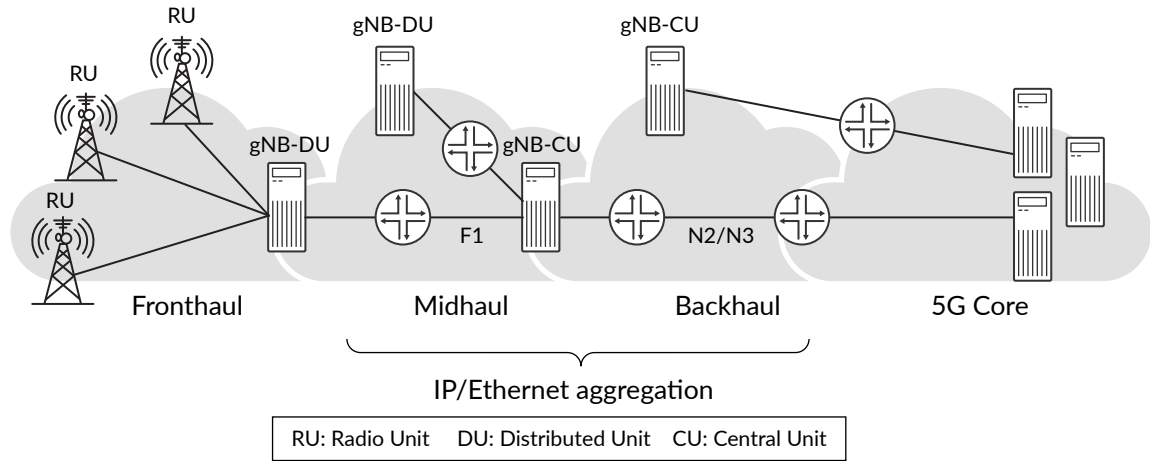 RU
gNB-DU
gNB-CU
RU
gNB-DU
gNB-CU
RU
F1
N2/N3
Fronthaul
Midhaul
Backhaul
5G Core
IP/Ethernet aggregation
RU: Radio Unit DU: Distributed Unit CU: Central Unit